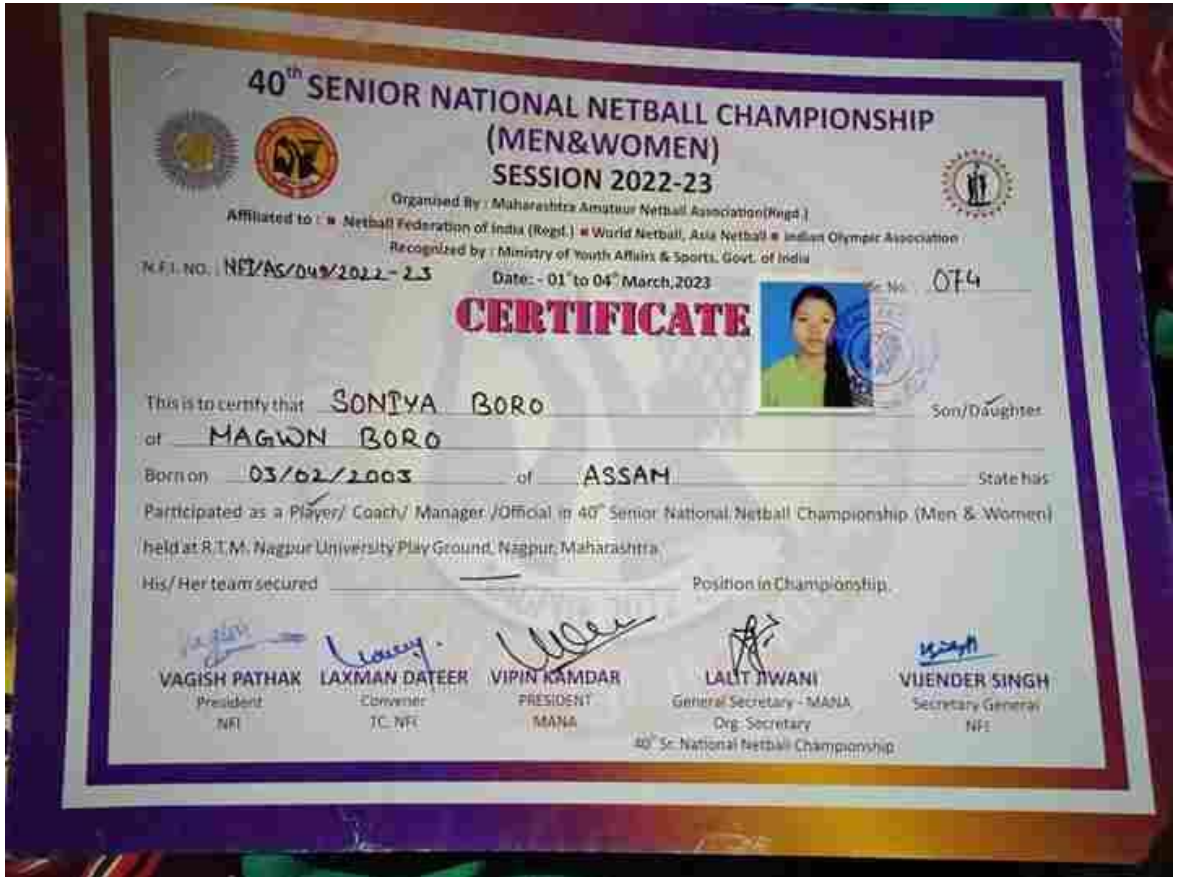 40th SENIOR NATIONAL NETBALL CHAMPIONSHIP
(MEN&WOMEN)
SESSION 2022-23
Organised By : Maharashtra Amateur Netball Association(Regd.)
Affiliated to : Netball Federation of India (Regd.) World Netball, Asia Netball Indian Olympic Association
Recognized by : Ministry of Youth Affairs & Sports, Govt. of India
N.F.I. NO. : NFI/AS/049/2022-23 Date: - 01st to 04th March,2023 Sr. No. 074
CERTIFICATE
This is to certify that SONIYA BORO Son/Daughter
of MAGWN BORO
Born on 03/02/2003 of ASSAM State has
Participated as a Player/ Coach/ Manager /Official in 40th Senior National Netball Championship (Men & Women)
held at R.T.M. Nagpur University Play Ground, Nagpur, Maharashtra.
His/ Her team secured — Position in Championship.
VAGISH PATHAK LAXMAN DATEER VIPIN KAMDAR LALIT JIWANI VIJENDER SINGH
President Convener PRESIDENT General Secretary - MANA Secretary General
NFI TC. NFI MANA Org. Secretary NFI
40th Sr. National Netball Championship